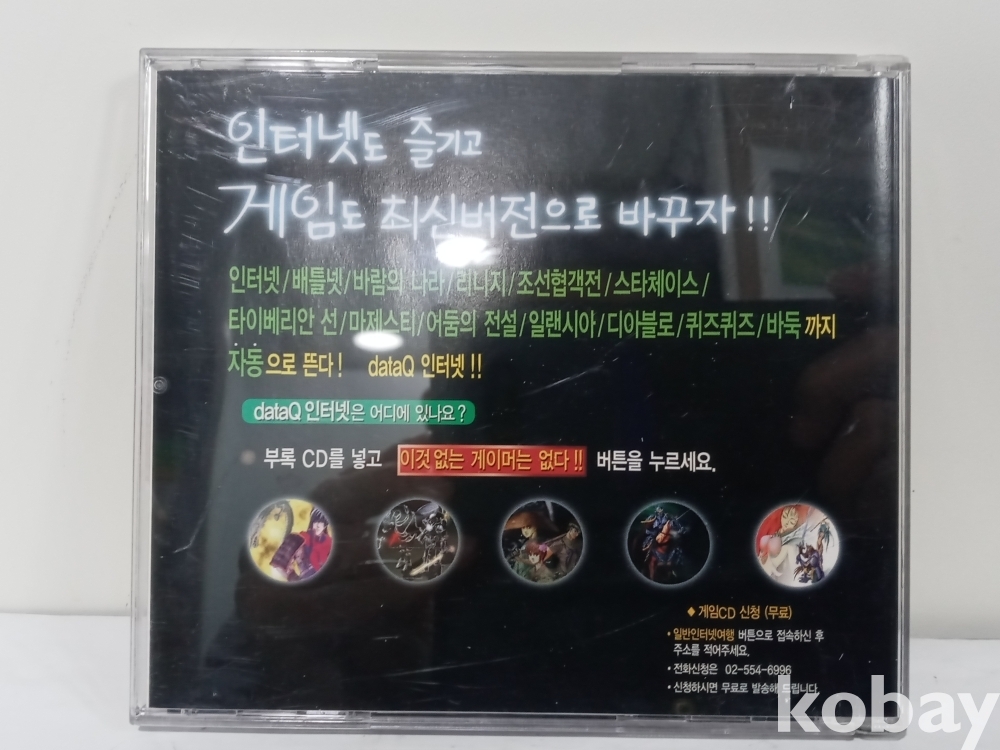 인터넷도 즐기고
게임도 최신버전으로 바꾸자 !!
인터넷/배틀넷/바람의 나라/리니지/조선협객전/스타체이스/
타이베리안 선/마제스티/어둠의 전설/일랜시아/디아블로/퀴즈퀴즈/바둑 까지
자동으로 뜬다! dataQ 인터넷 !!
dataQ 인터넷은 어디에 있나요?
부록 CD를 넣고 이것 없는 게이머는 없다 !! 버튼을 누르세요.
◆ 게임CD 신청 (무료)
• 일반인터넷여행 버튼으로 접속하신 후
주소를 적어주세요.
• 전화신청은 02-554-6996
• 신청하시면 무료로 발송해 드립니다.
kobay